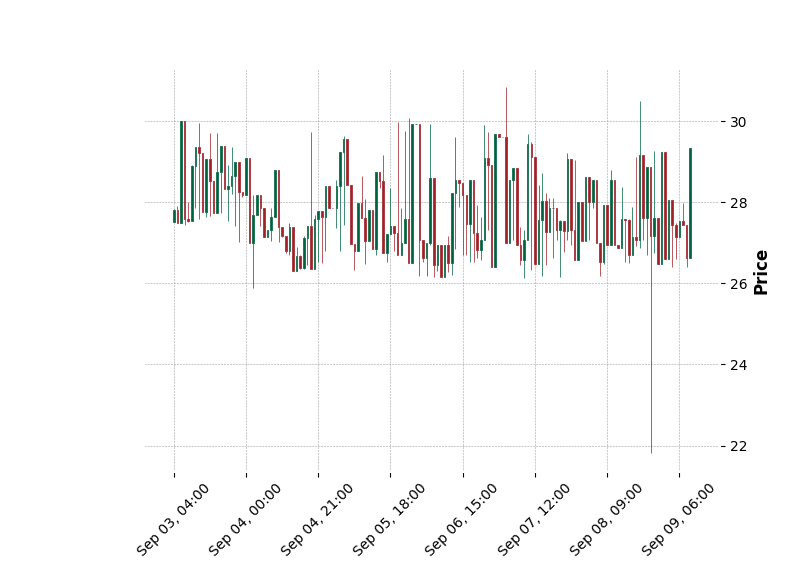 30
28
26
24
22
Price
Sep 03, 04:00
Sep 04, 00:00
Sep 04, 21:00
Sep 05, 18:00
Sep 06, 15:00
Sep 07, 12:00
Sep 08, 09:00
Sep 09, 06:00